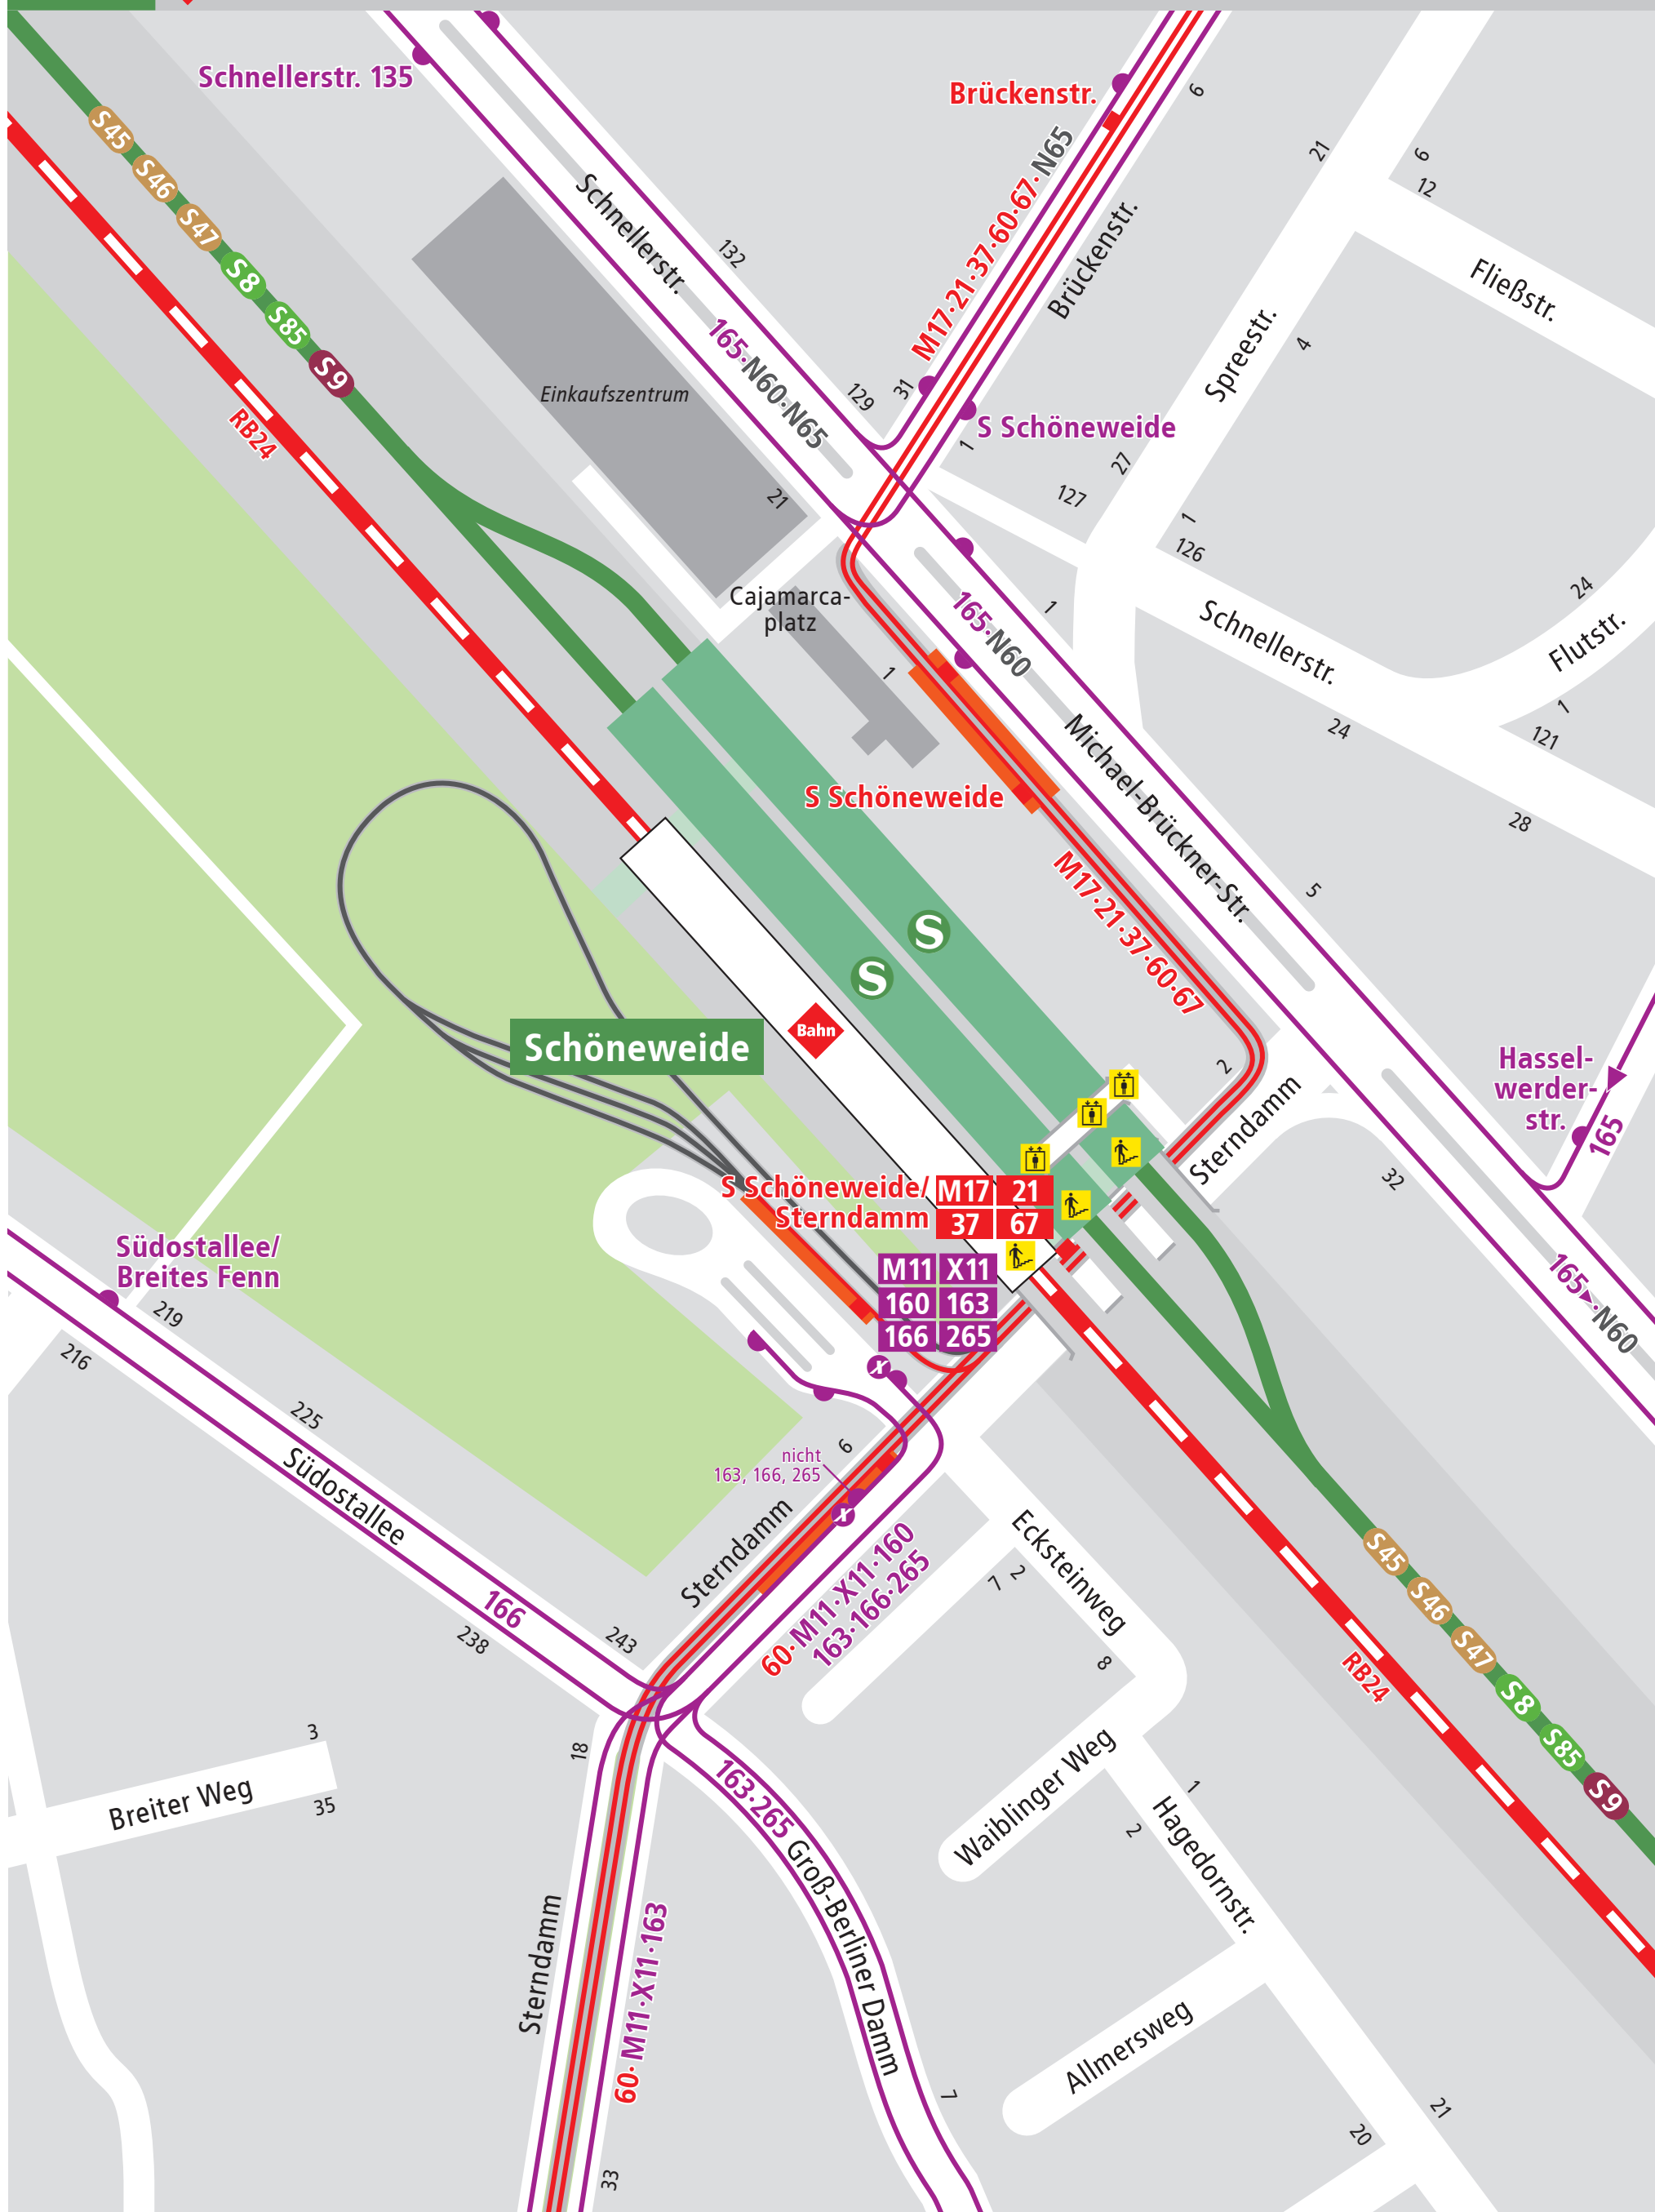 Schnellerstr. 135
Brückenstr.
6
S45
S46
S47
S8
S85
S9
RB24
Schnellerstr.
132
M17·21·37·60·67·N65
Brückenstr.
21
6
12
Fließstr.
Spreestr.
4
165·N60·N65
129
31
Einkaufszentrum
S Schöneweide
1
27
127
21
1
126
Cajamarca-
platz
1
165·N60
1
Schnellerstr.
24
Flutstr.
1
121
24
28
Michael-Brückner-Str.
S Schöneweide
M17·21·37·60·67
5
S
S
Bahn
Schöneweide
2
Sterndamm
Hassel-
werder-
str.
165
32
S Schöneweide/
Sterndamm
M17 21
37 67
M11 X11
160 163
166 265
165 N60
Südostallee/
Breites Fenn
219
216
225
Südostallee
X
6
nicht
163, 166, 265
X
Sterndamm
60·M11·X11·160
163·166·265
Ecksteinweg
2
7
8
166
238
243
S45
S46
S47
S8
S85
S9
RB24
3
Breiter Weg
35
18
163·265
Groß-Berliner Damm
Waiblinger Weg
1
2
Hagedornstr.
Sterndamm
60·M11·X11·163
Allmersweg
7
21
20
33